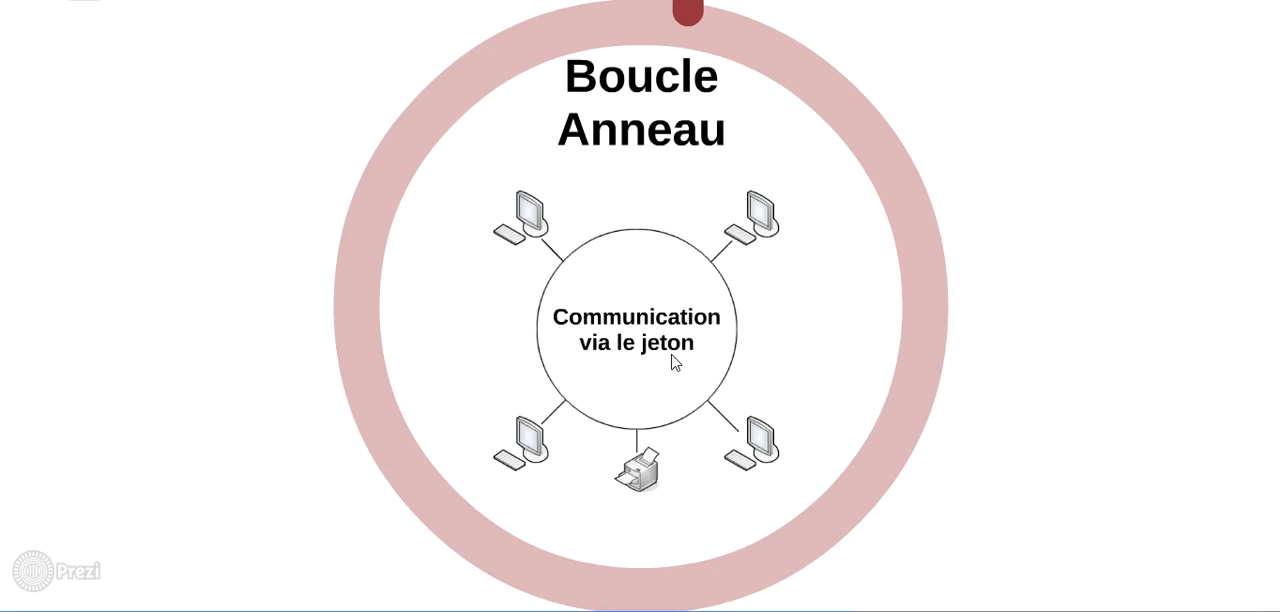 Boucle
Anneau
Communication
via le jeton
Prezi